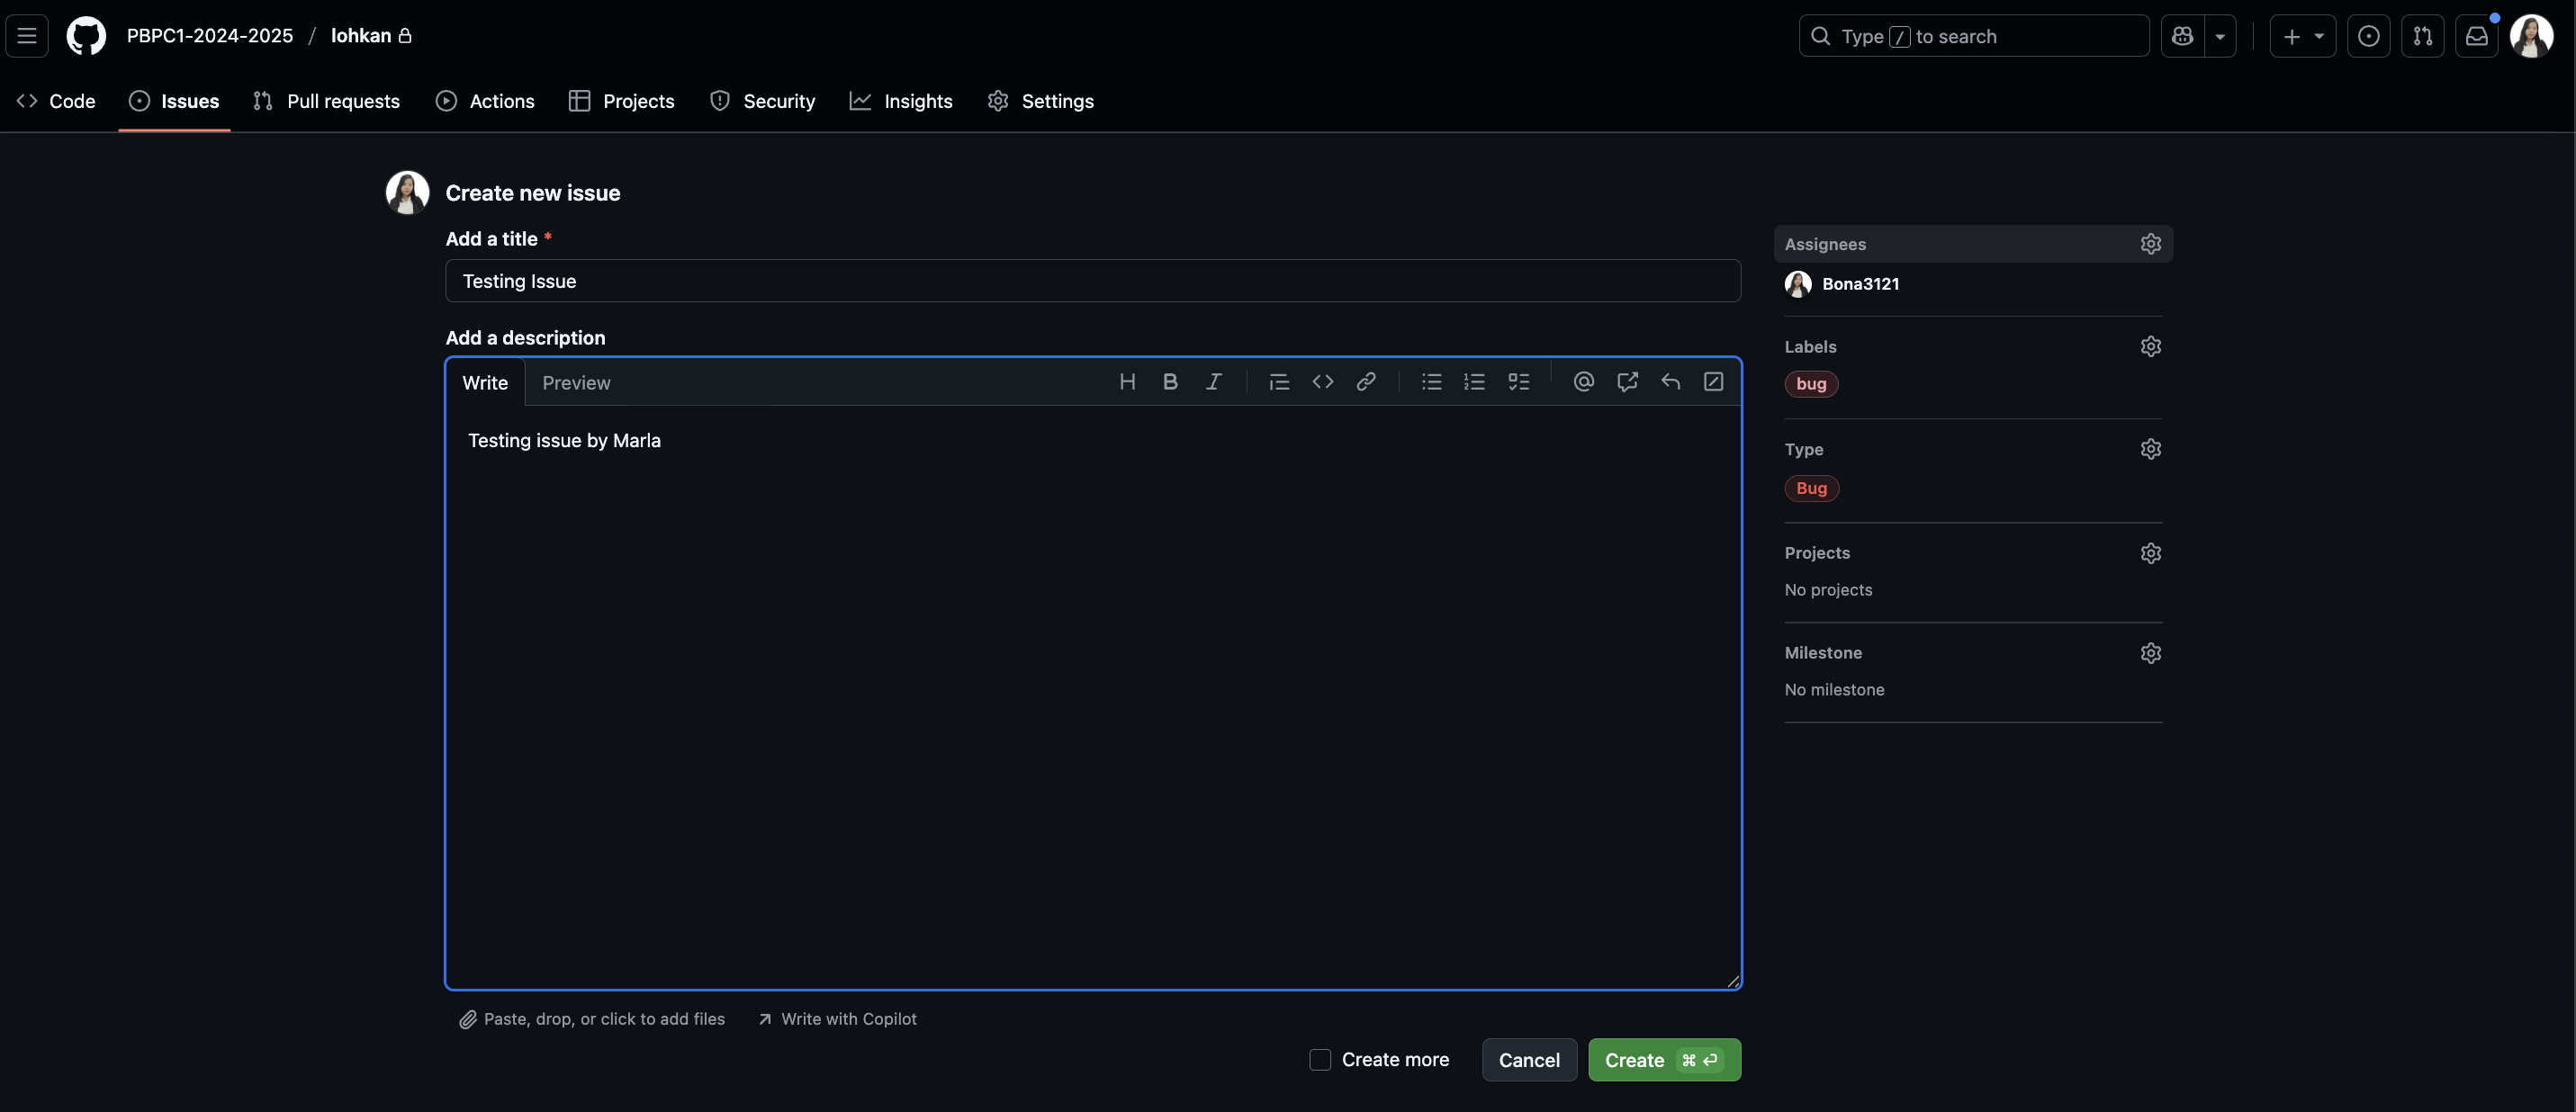 PBPC1-2024-2025 / lohkan
Type / to search
Code Issues Pull requests Actions Projects Security Insights Settings
Create new issue
Add a title *
Testing Issue
Add a description
Write Preview
Testing issue by Marla
Paste, drop, or click to add files Write with Copilot
Create more Cancel Create ⌘ ↵
Assignees
Bona3121
Labels
bug
Type
Bug
Projects
No projects
Milestone
No milestone